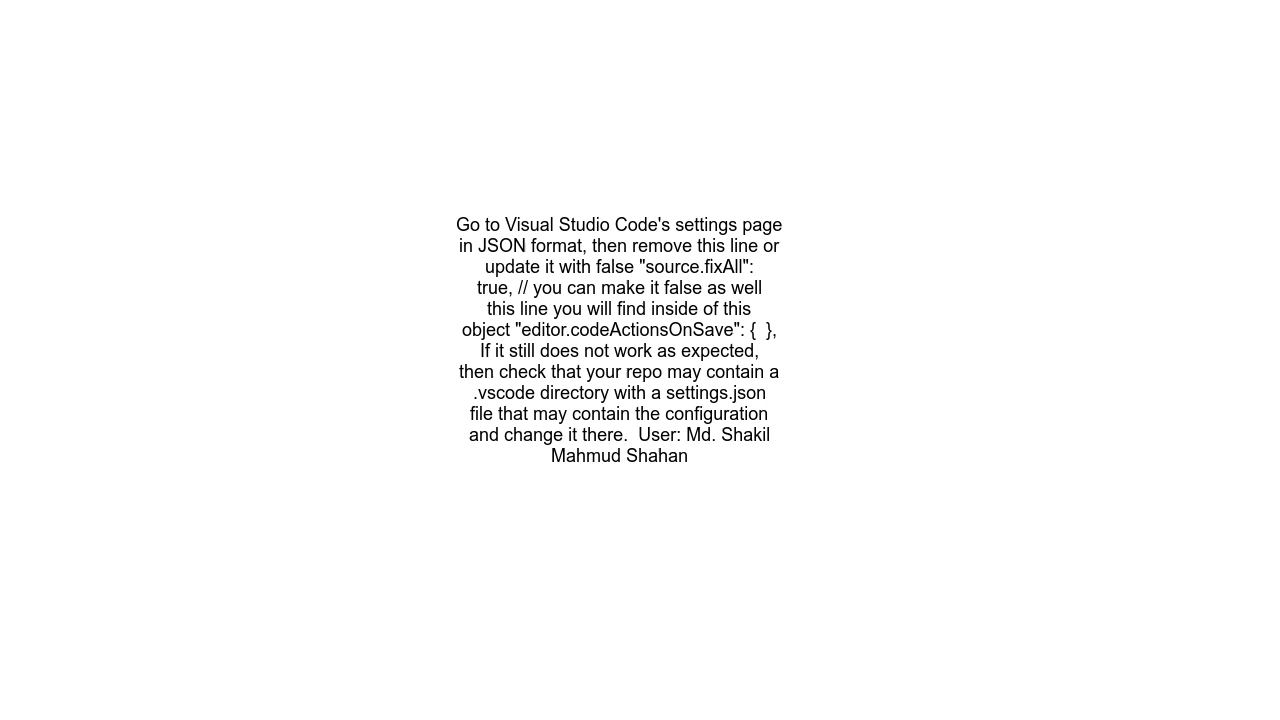 Go to Visual Studio Code's settings page
in JSON format, then remove this line or
update it with false "source.fixAll":
true, // you can make it false as well
this line you will find inside of this
object "editor.codeActionsOnSave": {  },
If it still does not work as expected,
then check that your repo may contain a
.vscode directory with a settings.json
file that may contain the configuration
and change it there.  User: Md. Shakil
Mahmud Shahan